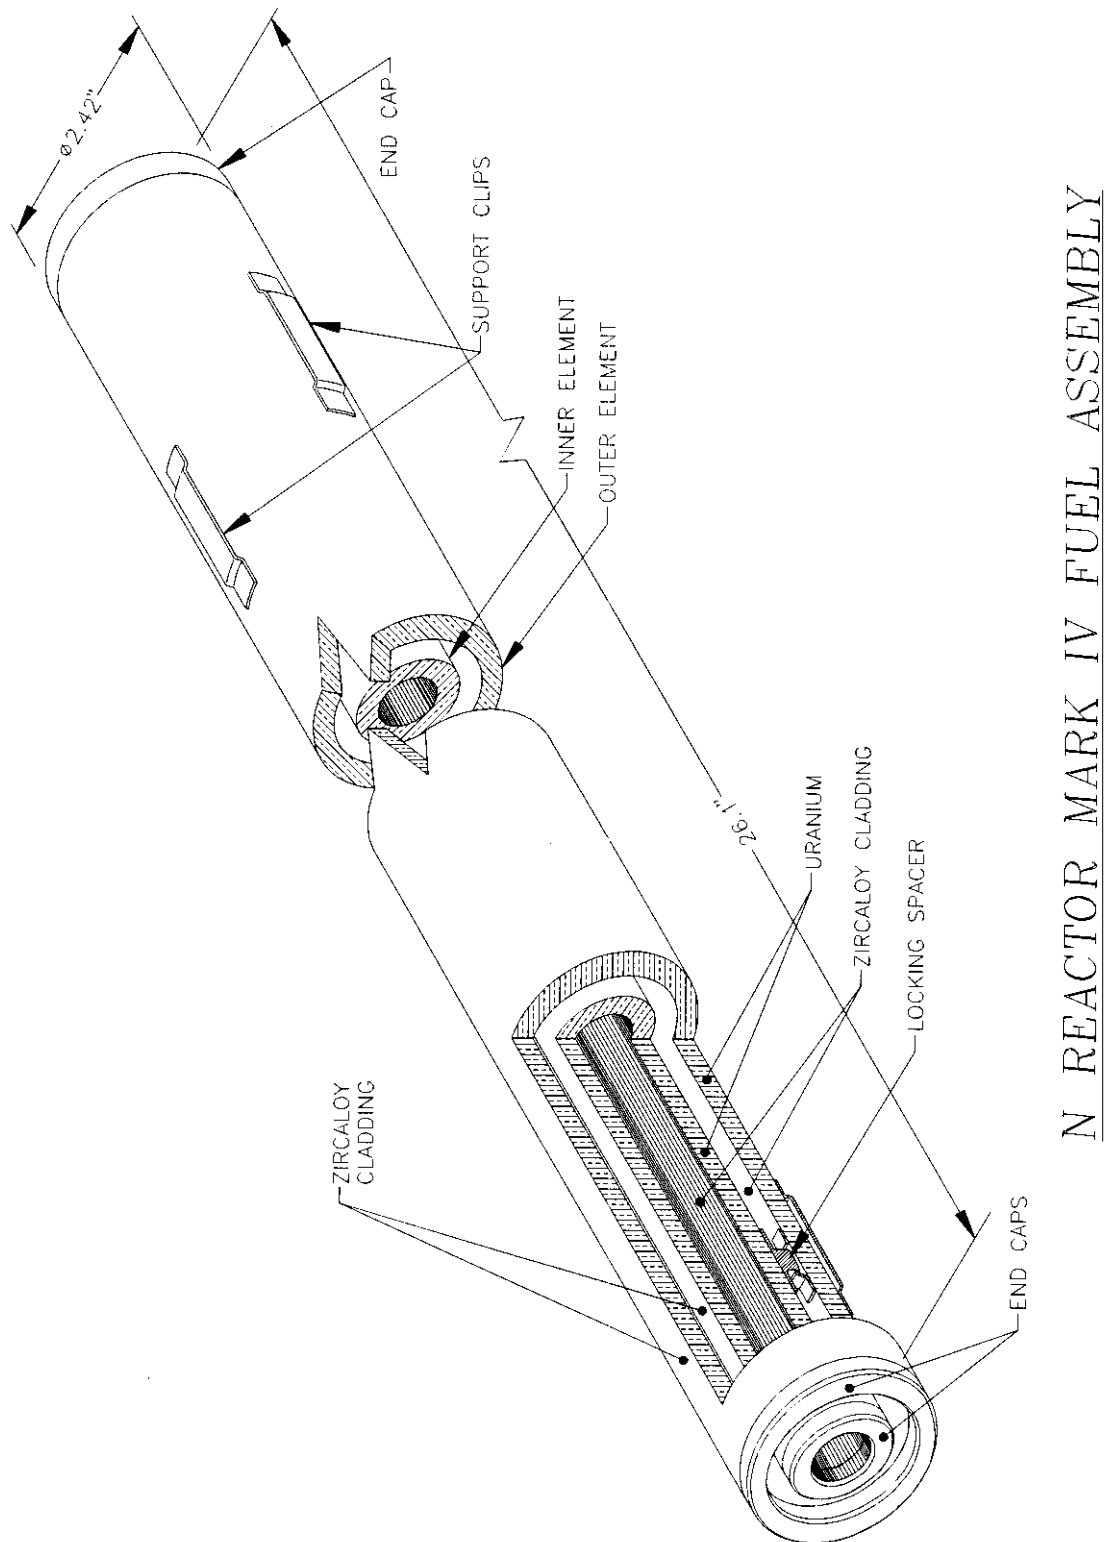 ø2.42"
END CAP
SUPPORT CLIPS
INNER ELEMENT
OUTER ELEMENT
26.1"
URANIUM
ZIRCALOY CLADDING
LOCKING SPACER
ZIRCALOY
CLADDING
END CAPS
N REACTOR MARK IV FUEL ASSEMBLY